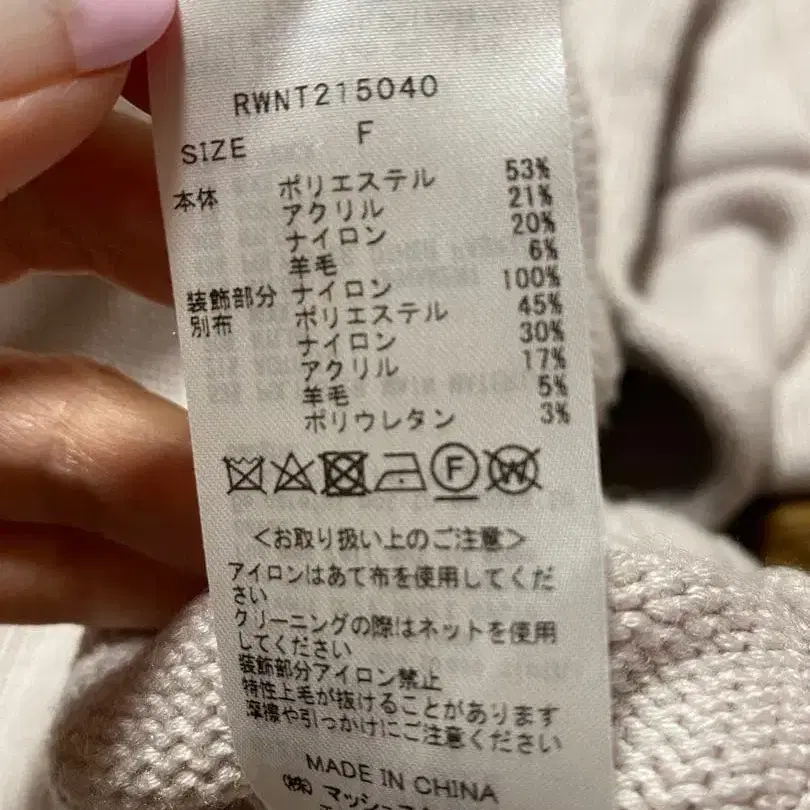 RWNT215040
SIZE F
本体 ポリエステル 53%
アクリル 21%
ナイロン 20%
羊毛 6%
装飾部分 ナイロン 100%
別布 ポリエステル 45%
ナイロン 30%
アクリル 17%
羊毛 5%
ポリウレタン 3%
F W
<お取り扱い上のご注意>
アイロンはあて布を使用してくだ
さい
クリーニングの際はネットを使用
してください
装飾部分アイロン禁止
特性上毛が抜けることがあります
摩擦や引っかけにご注意ください
MADE IN CHINA
(株)マッシュ